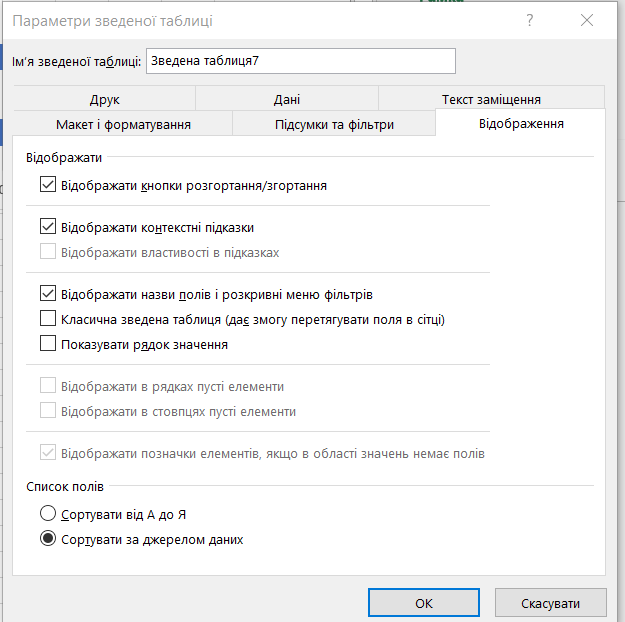 Параметри зведеної таблиці
?
Ім'я зведеної таблиці: Зведена таблиця7
Друк Дані Текст заміщення
Макет і форматування Підсумки та фільтри Відображення
Відображати
Відображати кнопки розгортання/згортання
Відображати контекстні підказки
Відображати властивості в підказках
Відображати назви полів і розкривні меню фільтрів
Класична зведена таблиця (дає змогу перетягувати поля в сітці)
Показувати рядок значення
Відображати в рядках пусті елементи
Відображати в стовпцях пусті елементи
Відображати позначки елементів, якщо в області значень немає полів
Список полів
Сортувати від А до Я
Сортувати за джерелом даних
ОК Скасувати